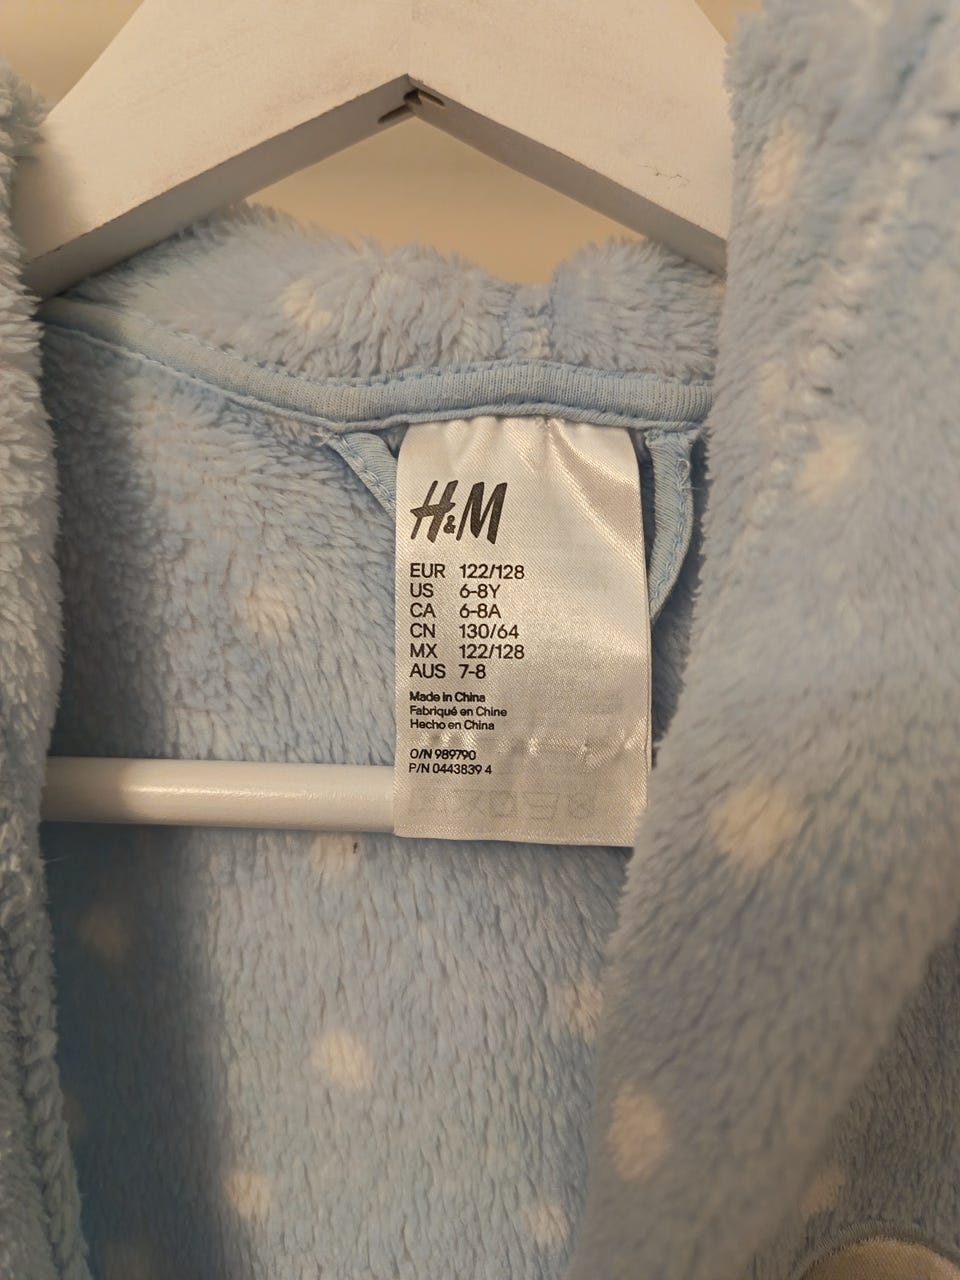 H&M
EUR 122/128
US 6-8Y
CA 6-8A
CN 130/64
MX 122/128
AUS 7-8
Made in China
Fabriqué en Chine
Hecho en China
O/N 989790
P/N 0443839 4